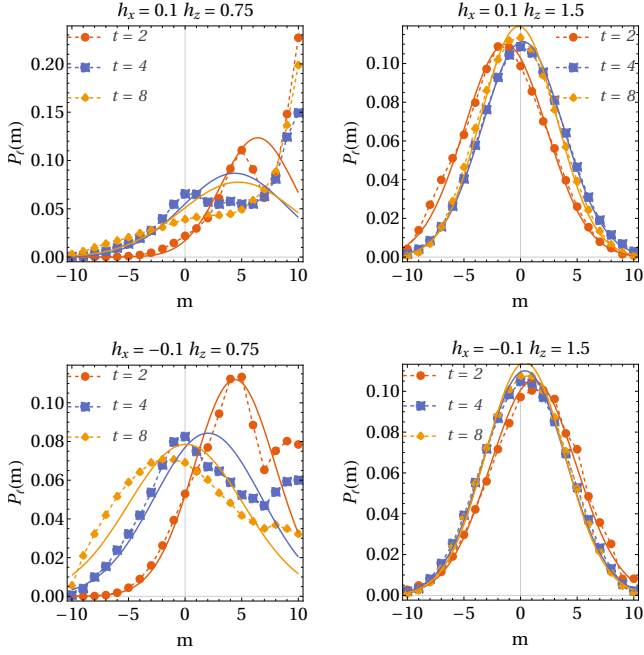 h_x = 0.1 h_z = 0.75
P_ℓ(m)
0.20
0.15
0.10
0.05
0.00
t = 2
t = 4
t = 8
-10 -5 0 5 10
m
h_x = 0.1 h_z = 1.5
P_ℓ(m)
0.10
0.08
0.06
0.04
0.02
0.00
t = 2
t = 4
t = 8
-10 -5 0 5 10
m
h_x = −0.1 h_z = 0.75
P_ℓ(m)
0.10
0.08
0.06
0.04
0.02
0.00
t = 2
t = 4
t = 8
-10 -5 0 5 10
m
h_x = −0.1 h_z = 1.5
P_ℓ(m)
0.10
0.08
0.06
0.04
0.02
0.00
t = 2
t = 4
t = 8
-10 -5 0 5 10
m